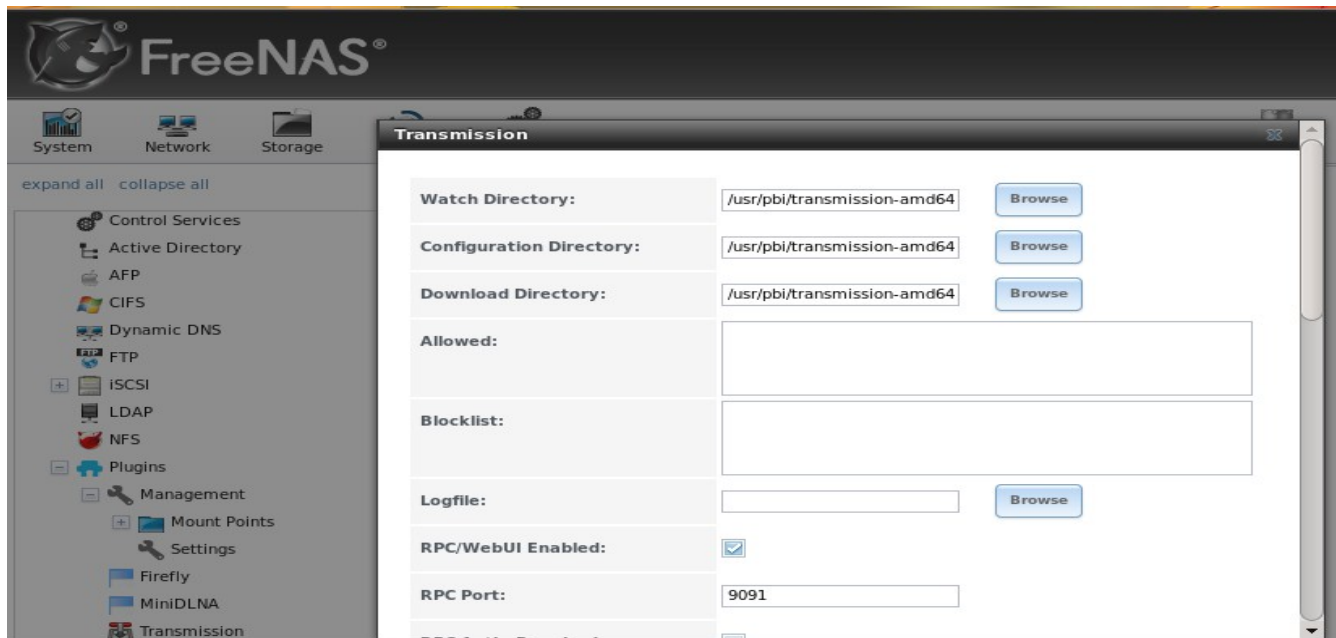 FreeNAS®
System Network Storage
expand all collapse all
Control Services
Active Directory
AFP
CIFS
Dynamic DNS
FTP
iSCSI
LDAP
NFS
Plugins
Management
Mount Points
Settings
Firefly
MiniDLNA
Transmission
Transmission
Watch Directory: /usr/pbi/transmission-amd64 Browse
Configuration Directory: /usr/pbi/transmission-amd64 Browse
Download Directory: /usr/pbi/transmission-amd64 Browse
Allowed:
Blocklist:
Logfile: Browse
RPC/WebUI Enabled:
RPC Port: 9091